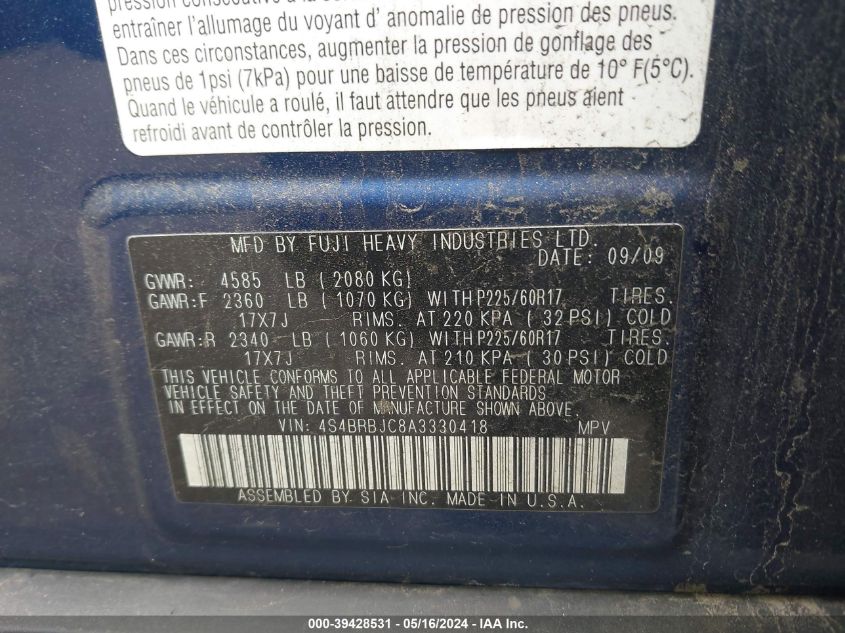 pression consécutive à la
entraîner l'allumage du voyant d' anomalie de pression des pneus.
Dans ces circonstances, augmenter la pression de gonflage des
pneus de 1psi (7kPa) pour une baisse de température de 10° F(5°C).
Quand le véhicule a roulé, il faut attendre que les pneus aient
refroidi avant de contrôler la pression.
MFD BY FUJI HEAVY INDUSTRIES LTD.
DATE: 09/09
GVWR: 4585 LB ( 2080 KG)
GAWR:F 2360 LB ( 1070 KG) WITH P225/60R17 TIRES.
17X7J RIMS. AT 220 KPA ( 32 PSI) COLD
GAWR:R 2340 LB ( 1060 KG) WITH P225/60R17 TIRES.
17X7J RIMS. AT 210 KPA ( 30 PSI) COLD
THIS VEHICLE CONFORMS TO ALL APPLICABLE FEDERAL MOTOR
VEHICLE SAFETY AND THEFT PREVENTION STANDARDS
IN EFFECT ON THE DATE OF MANUFACTURE SHOWN ABOVE.
VIN: 4S4BRBJC8A3330418 MPV
ASSEMBLED BY SIA INC. MADE IN U.S.A.
000-39428531 - 05/16/2024 - IAA Inc.